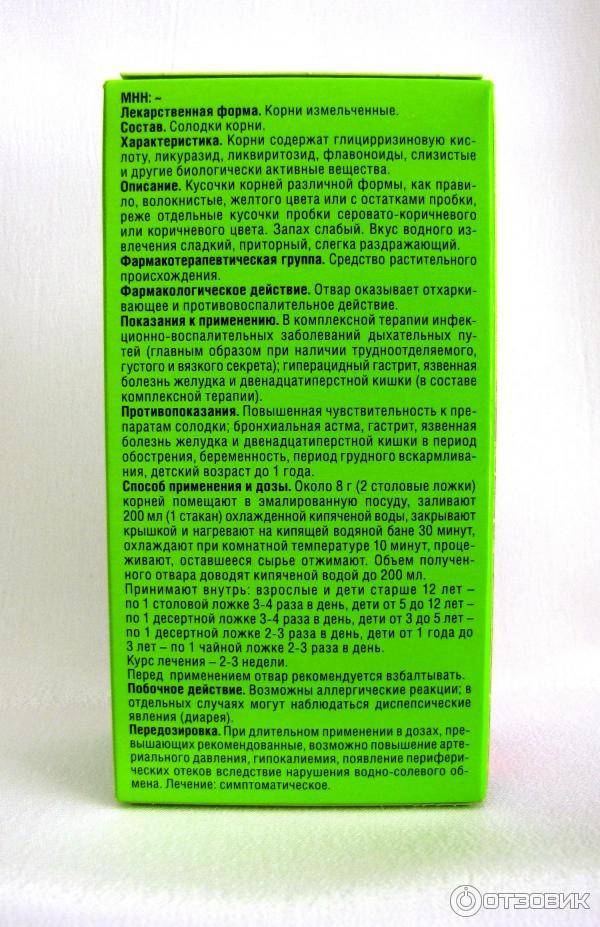 МНН: ~
Лекарственная форма. Корни измельченные.
Состав. Солодки корни.
Характеристика. Корни содержат глицирризиновую кис-
лоту, ликуразид, ликвиритозид, флавоноиды, слизистые
и другие биологически активные вещества.
Описание. Кусочки корней различной формы, как прави-
ло, волокнистые, желтого цвета или с остатками пробки,
реже отдельные кусочки пробки серовато-коричневого
или коричневого цвета. Запах слабый. Вкус водного из-
влечения сладкий, приторный, слегка раздражающий.
Фармакотерапевтическая группа. Средство растительного
происхождения.
Фармакологическое действие. Отвар оказывает отхарки-
вающее и противовоспалительное действие.
Показания к применению. В комплексной терапии инфек-
ционно-воспалительных заболеваний дыхательных пу-
тей (главным образом при наличии трудноотделяемого,
густого и вязкого секрета); гиперацидный гастрит, язвенная
болезнь желудка и двенадцатиперстной кишки (в составе
комплексной терапии).
Противопоказания. Повышенная чувствительность к пре-
паратам солодки; бронхиальная астма, гастрит, язвенная
болезнь желудка и двенадцатиперстной кишки в период
обострения, беременность, период грудного вскармлива-
ния, детский возраст до 1 года.
Способ применения и дозы. Около 8 г (2 столовые ложки)
корней помещают в эмалированную посуду, заливают
200 мл (1 стакан) охлажденной кипяченой воды, закрывают
крышкой и нагревают на кипящей водяной бане 30 минут,
охлаждают при комнатной температуре 10 минут, проце-
живают, оставшееся сырье отжимают. Объем получен-
ного отвара доводят кипяченой водой до 200 мл.
Принимают внутрь: взрослые и дети старше 12 лет –
по 1 столовой ложке 3-4 раза в день, дети от 5 до 12 лет –
по 1 десертной ложке 3-4 раза в день, дети от 3 до 5 лет –
по 1 десертной ложке 2-3 раза в день, дети от 1 года до
3 лет – по 1 чайной ложке 2-3 раза в день.
Курс лечения – 2-3 недели.
Перед применением отвар рекомендуется взбалтывать.
Побочное действие. Возможны аллергические реакции; в
отдельных случаях могут наблюдаться диспепсические
явления (диарея).
Передозировка. При длительном применении в дозах, пре-
вышающих рекомендованные, возможно повышение арте-
риального давления, гипокалиемия, появление перифери-
ческих отеков вследствие нарушения водно-солевого об-
мена. Лечение: симптоматическое.
ОТЗОВИК